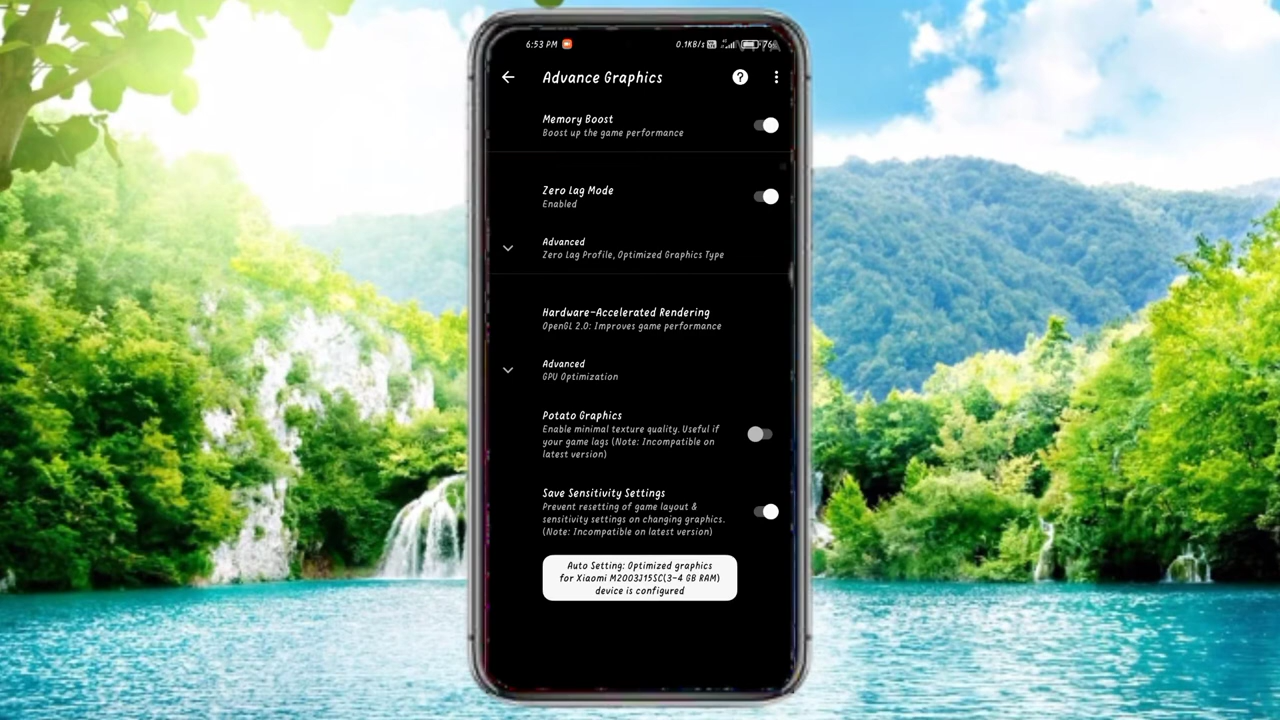 6:53 PM
0.1KB/s
76
Advance Graphics
?
Memory Boost
Boost up the game performance
Zero Lag Mode
Enabled
Advanced
Zero Lag Profile, Optimized Graphics Type
Hardware-Accelerated Rendering
OpenGL 2.0: Improves game performance
Advanced
GPU Optimization
Potato Graphics
Enable minimal texture quality. Useful if
your game lags (Note: Incompatible on
latest version)
Save Sensitivity Settings
Prevent resetting of game layout &
sensitivity settings on changing graphics.
(Note: Incompatible on latest version)
Auto Setting: Optimized graphics
for Xiaomi M2003J15SC(3-4 GB RAM)
device is configured